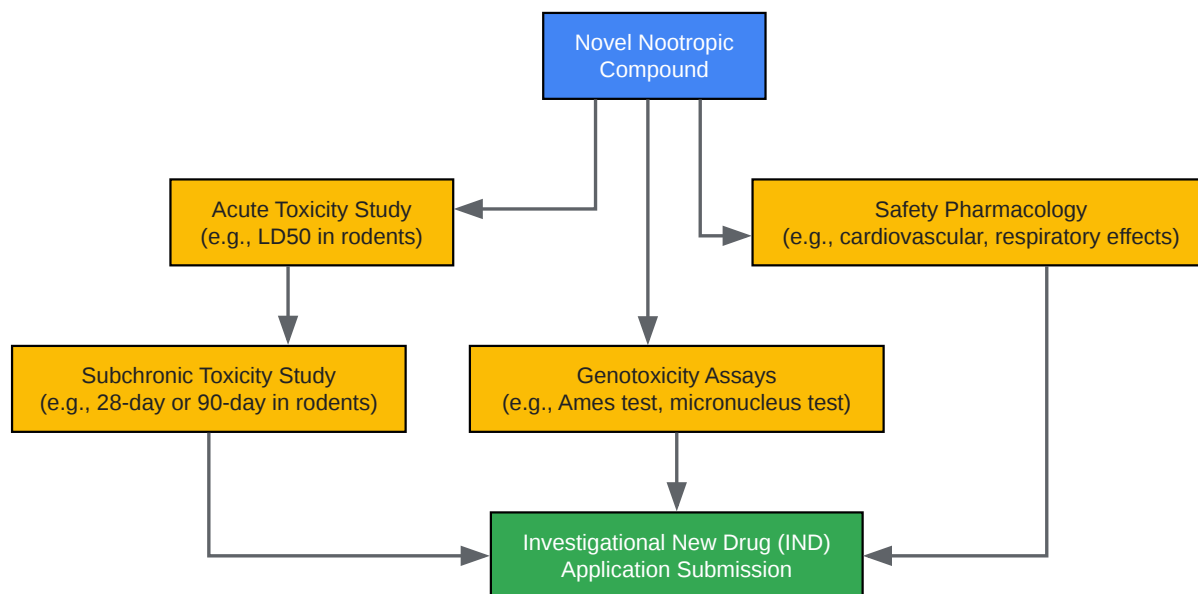 Novel Nootropic
Compound
Acute Toxicity Study
(e.g., LD50 in rodents)
Safety Pharmacology
(e.g., cardiovascular, respiratory effects)
Subchronic Toxicity Study
(e.g., 28-day or 90-day in rodents)
Genotoxicity Assays
(e.g., Ames test, micronucleus test)
Investigational New Drug (IND)
Application Submission